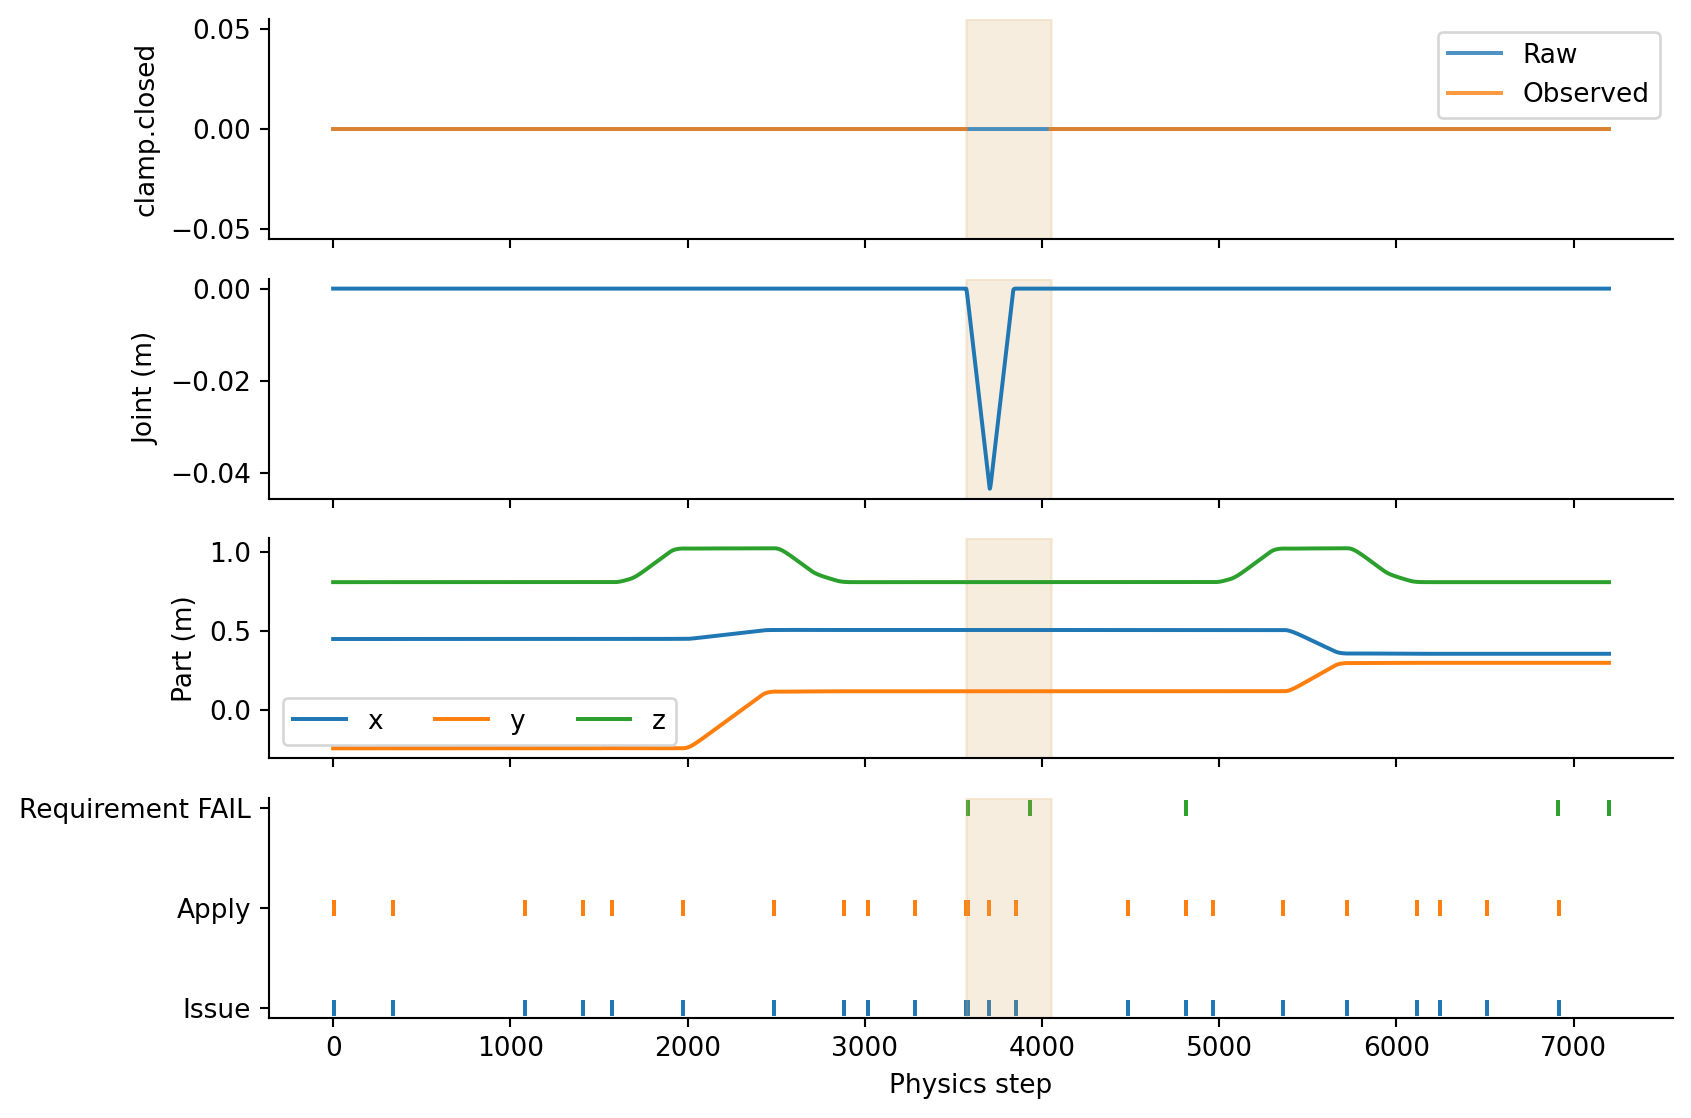 clamp.closed
0.05
0.00
−0.05
Raw
Observed
Joint (m)
0.00
−0.02
−0.04
Part (m)
1.0
0.5
0.0
x y z
Requirement FAIL
Apply
Issue
0 1000 2000 3000 4000 5000 6000 7000
Physics step